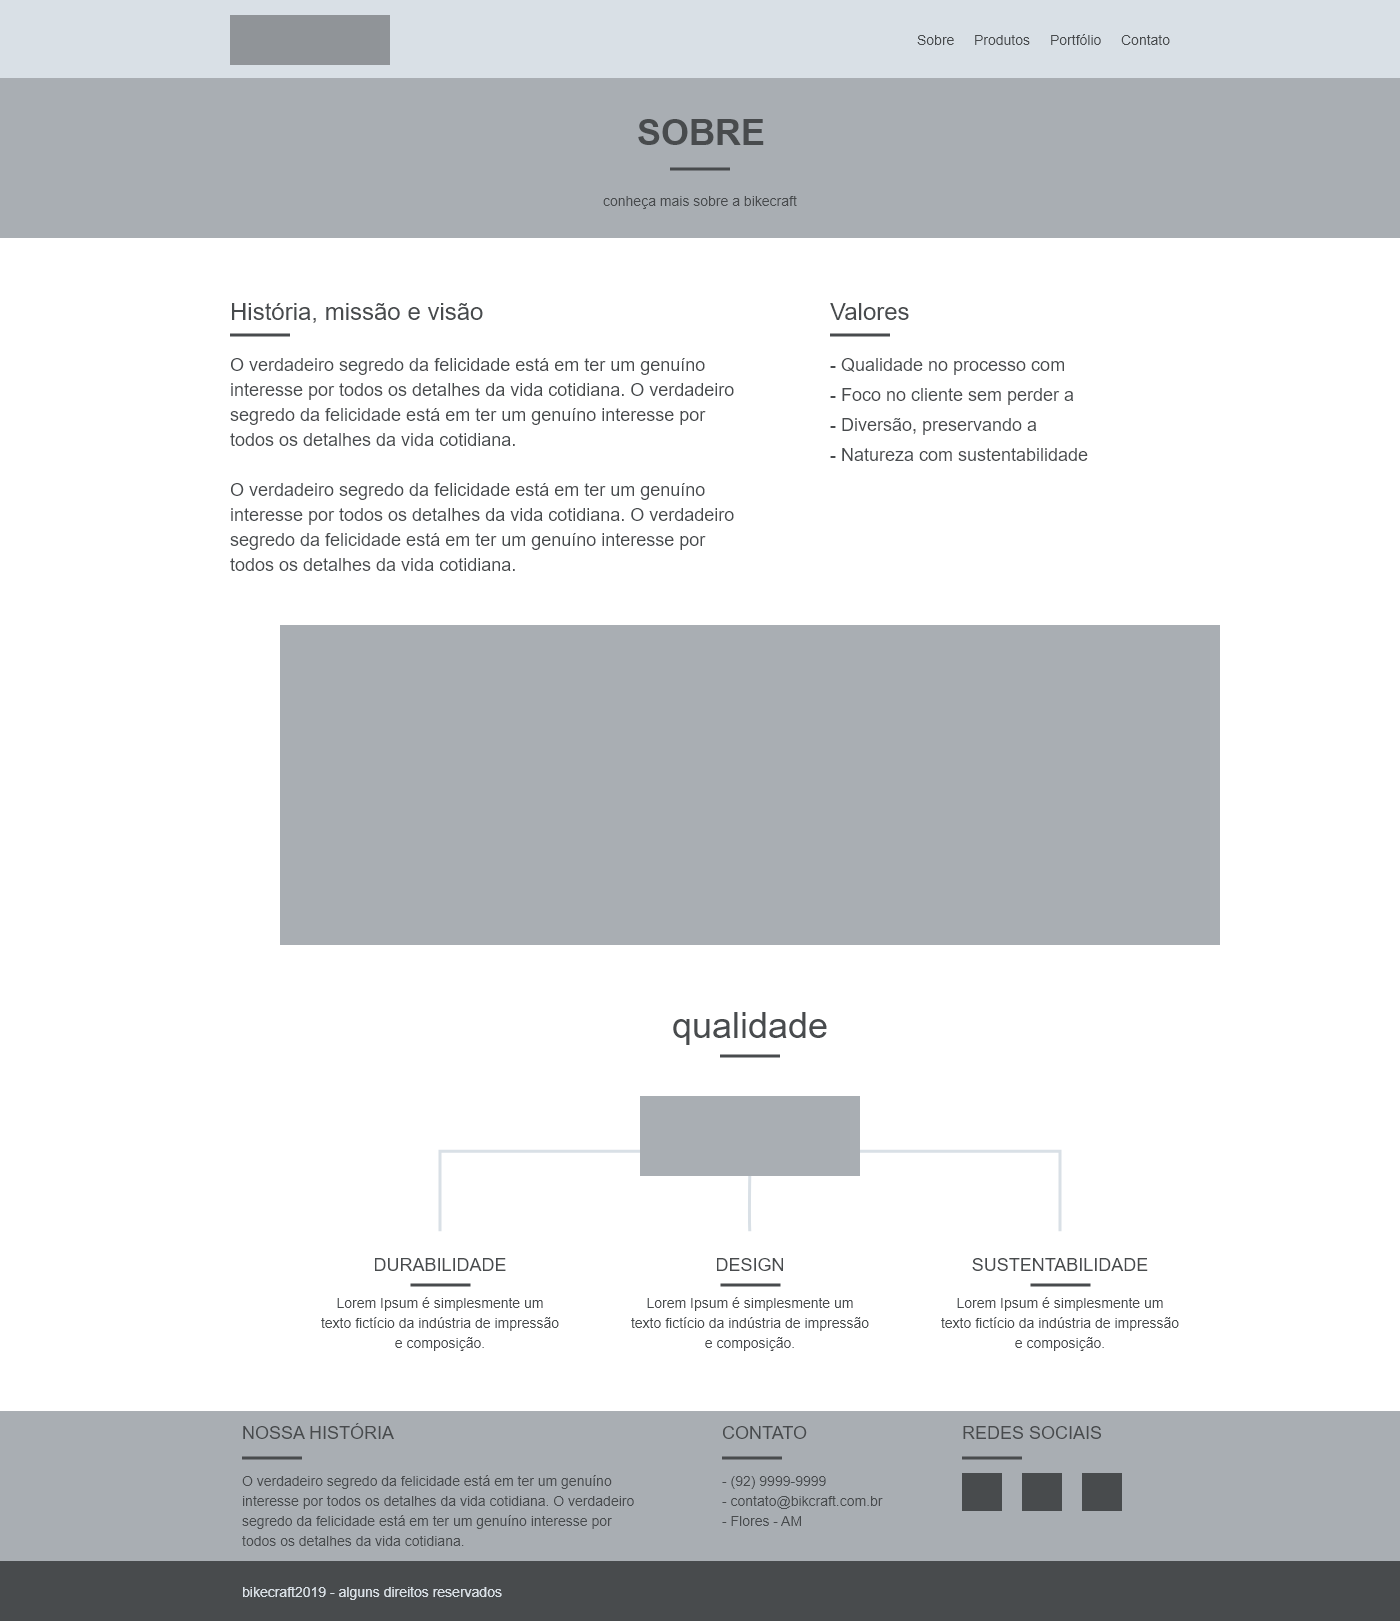 Sobre Produtos Portfólio Contato
SOBRE
conheça mais sobre a bikecraft
História, missão e visão
O verdadeiro segredo da felicidade está em ter um genuíno
interesse por todos os detalhes da vida cotidiana. O verdadeiro
segredo da felicidade está em ter um genuíno interesse por
todos os detalhes da vida cotidiana.
O verdadeiro segredo da felicidade está em ter um genuíno
interesse por todos os detalhes da vida cotidiana. O verdadeiro
segredo da felicidade está em ter um genuíno interesse por
todos os detalhes da vida cotidiana.
Valores
- Qualidade no processo com
- Foco no cliente sem perder a
- Diversão, preservando a
- Natureza com sustentabilidade
qualidade
DURABILIDADE
Lorem Ipsum é simplesmente um
texto fictício da indústria de impressão
e composição.
DESIGN
Lorem Ipsum é simplesmente um
texto fictício da indústria de impressão
e composição.
SUSTENTABILIDADE
Lorem Ipsum é simplesmente um
texto fictício da indústria de impressão
e composição.
NOSSA HISTÓRIA
O verdadeiro segredo da felicidade está em ter um genuíno
interesse por todos os detalhes da vida cotidiana. O verdadeiro
segredo da felicidade está em ter um genuíno interesse por
todos os detalhes da vida cotidiana.
CONTATO
- (92) 9999-9999
- contato@bikcraft.com.br
- Flores - AM
REDES SOCIAIS
bikecraft2019 - alguns direitos reservados